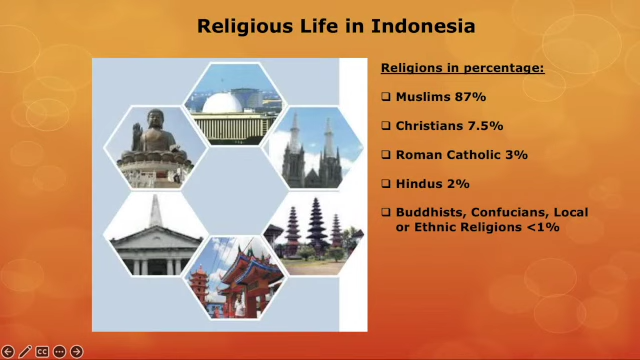 Religious Life in Indonesia
Religions in percentage:
Muslims 87%
Christians 7.5%
Roman Catholic 3%
Hindus 2%
Buddhists, Confucians, Local
or Ethnic Religions <1%
CC